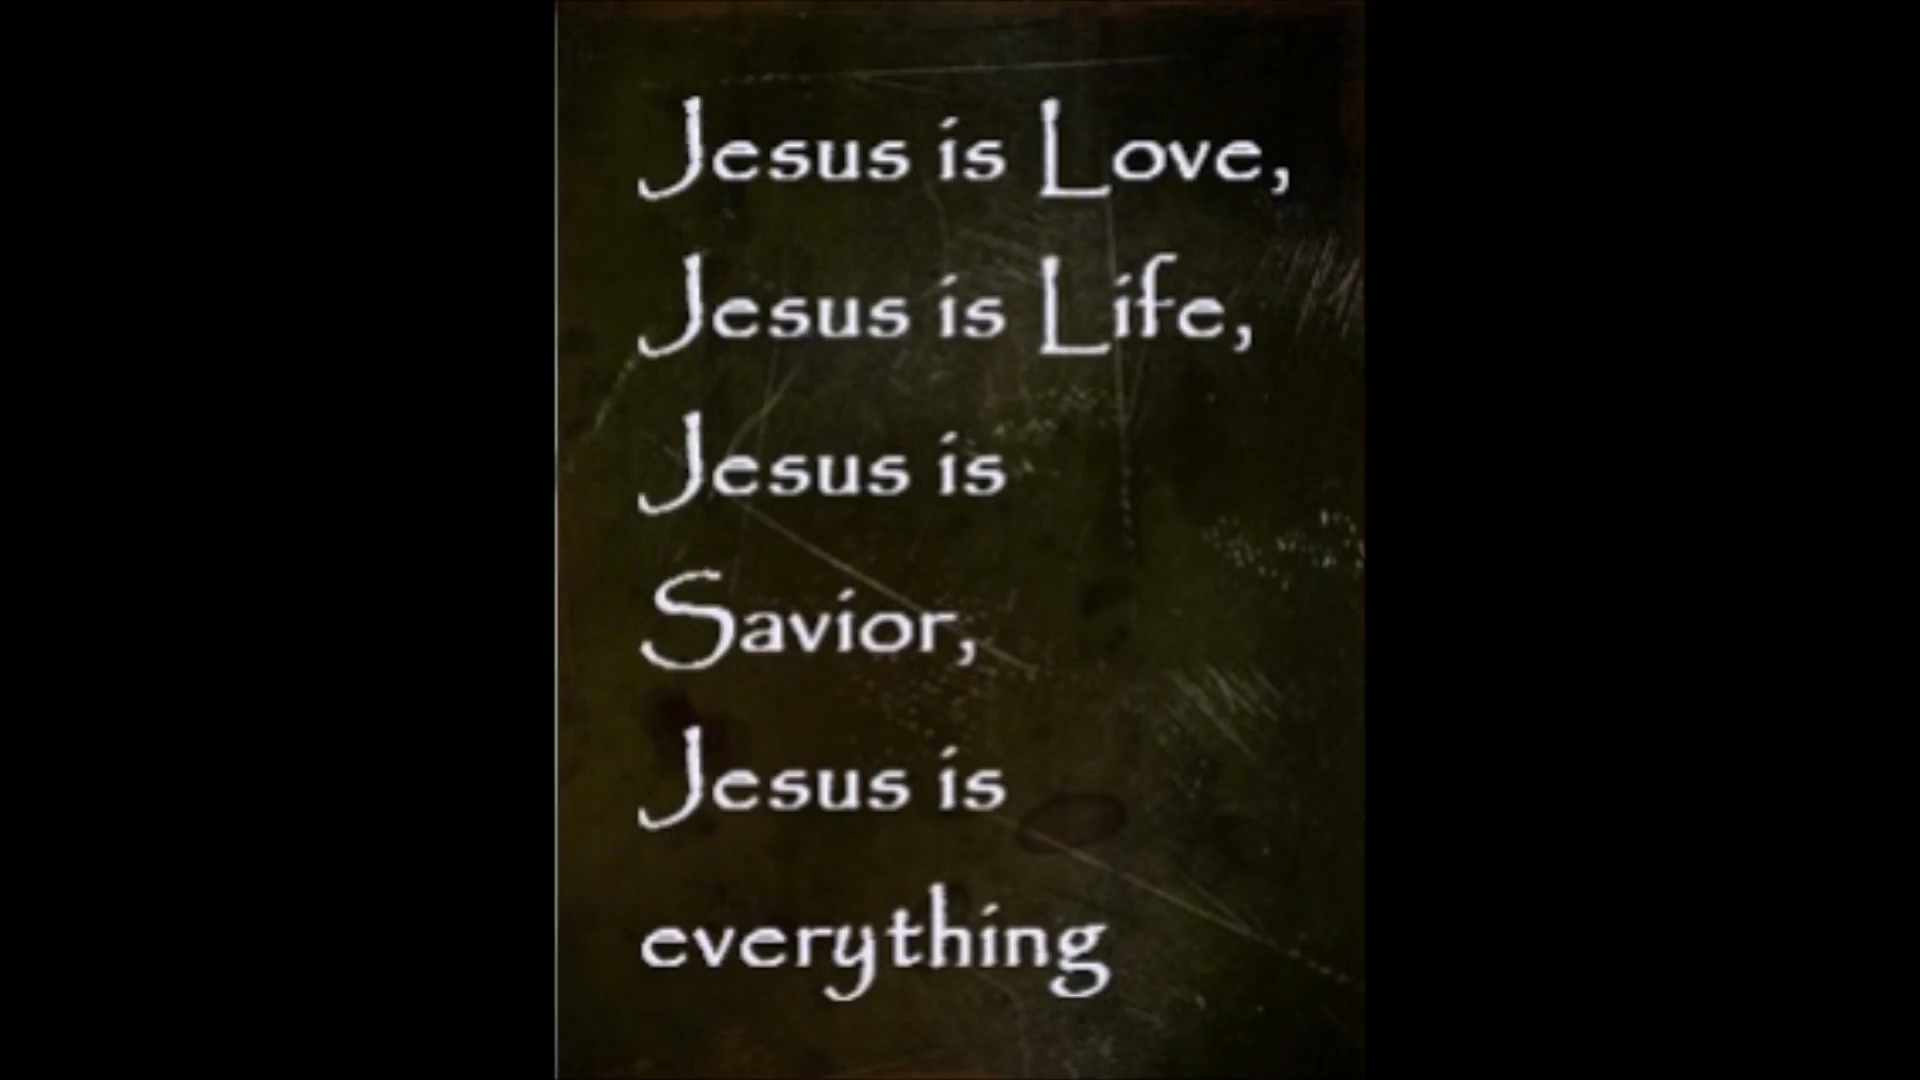 Jesus is Love,
Jesus is Life,
Jesus is
Savior,
Jesus is
everything